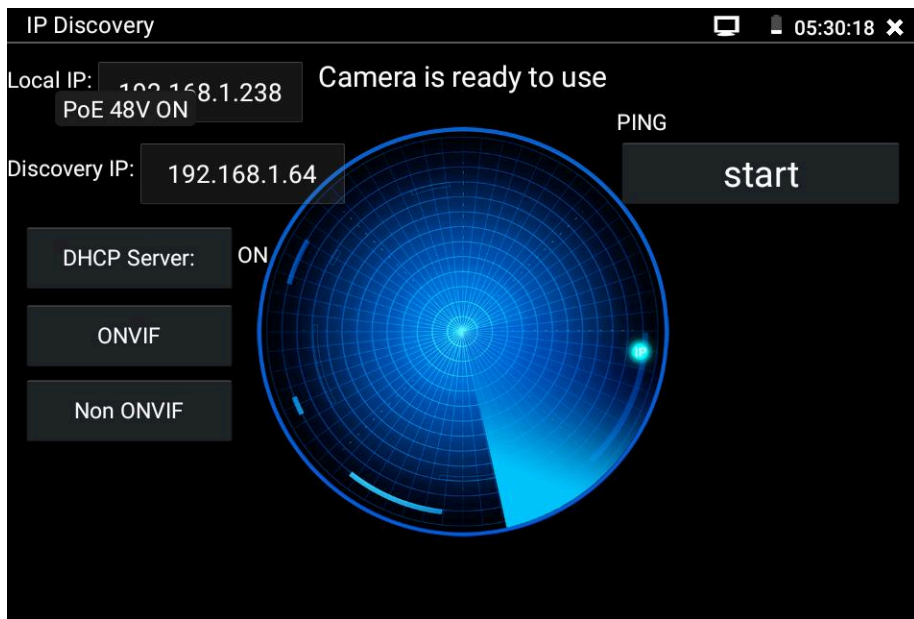 IP Discovery
05:30:18
Local IP:
8.1.238
Camera is ready to use
PoE 48V ON
PING
Discovery IP:
192.168.1.64
start
DHCP Server:
ON
IP
ONVIF
Non ONVIF